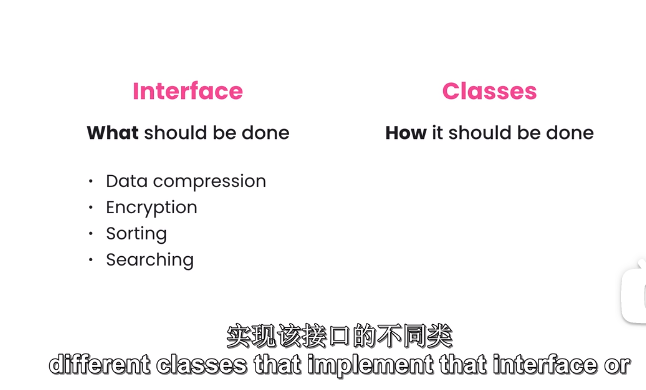 Interface
Classes
What should be done
How it should be done
· Data compression
· Encryption
· Sorting
· Searching
实现该接口的不同类
different classes that implement that interface or